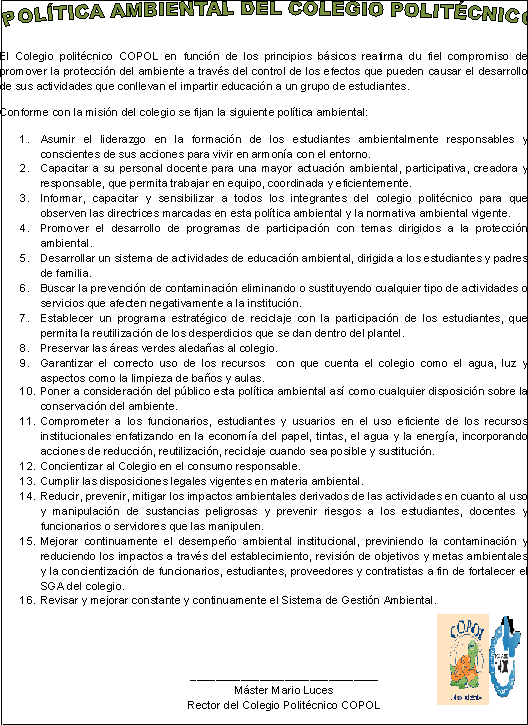 POLÍTICA AMBIENTAL DEL COLEGIO POLITÉCNICO
El Colegio politécnico COPOL en función de los principios básicos reafirma du fiel compromiso de
promover la protección del ambiente a través del control de los efectos que pueden causar el desarrollo
de sus actividades que conllevan el impartir educación a un grupo de estudiantes.
Conforme con la misión del colegio se fijan la siguiente política ambiental:
1. Asumir el liderazgo en la formación de los estudiantes ambientalmente responsables y
conscientes de sus acciones para vivir en armonía con el entorno.
2. Capacitar a su personal docente para una mayor actuación ambiental, participativa, creadora y
responsable, que permita trabajar en equipo, coordinada y eficientemente.
3. Informar, capacitar y sensibilizar a todos los integrantes del colegio politécnico para que
observen las directrices marcadas en esta política ambiental y la normativa ambiental vigente.
4. Promover el desarrollo de programas de participación con temas dirigidos a la protección
ambiental.
5. Desarrollar un sistema de actividades de educación ambiental, dirigida a los estudiantes y padres
de familia.
6. Buscar la prevención de contaminación eliminando o sustituyendo cualquier tipo de actividades o
servicios que afecten negativamente a la institución.
7. Establecer un programa estratégico de reciclaje con la participación de los estudiantes, que
permita la reutilización de los desperdicios que se dan dentro del plantel.
8. Preservar las áreas verdes aledañas al colegio.
9. Garantizar el correcto uso de los recursos con que cuenta el colegio como el agua, luz y
aspectos como la limpieza de baños y aulas.
10. Poner a consideración del público esta política ambiental así como cualquier disposición sobre la
conservación del ambiente.
11. Comprometer a los funcionarios, estudiantes y usuarios en el uso eficiente de los recursos
institucionales enfatizando en la economía del papel, tintas, el agua y la energía, incorporando
acciones de reducción, reutilización, reciclaje cuando sea posible y sustitución.
12. Concientizar al Colegio en el consumo responsable.
13. Cumplir las disposiciones legales vigentes en materia ambiental.
14. Reducir, prevenir, mitigar los impactos ambientales derivados de las actividades en cuanto al uso
y manipulación de sustancias peligrosas y prevenir riesgos a los estudiantes, docentes y
funcionarios o servidores que las manipulen.
15. Mejorar continuamente el desempeño ambiental institucional, previniendo la contaminación y
reduciendo los impactos a través del establecimiento, revisión de objetivos y metas ambientales
y la concientización de funcionarios, estudiantes, proveedores y contratistas a fin de fortalecer el
SGA del colegio.
16. Revisar y mejorar constante y continuamente el Sistema de Gestión Ambiental.
COPOL
Máster Mario Luces
Rector del Colegio Politécnico COPOL